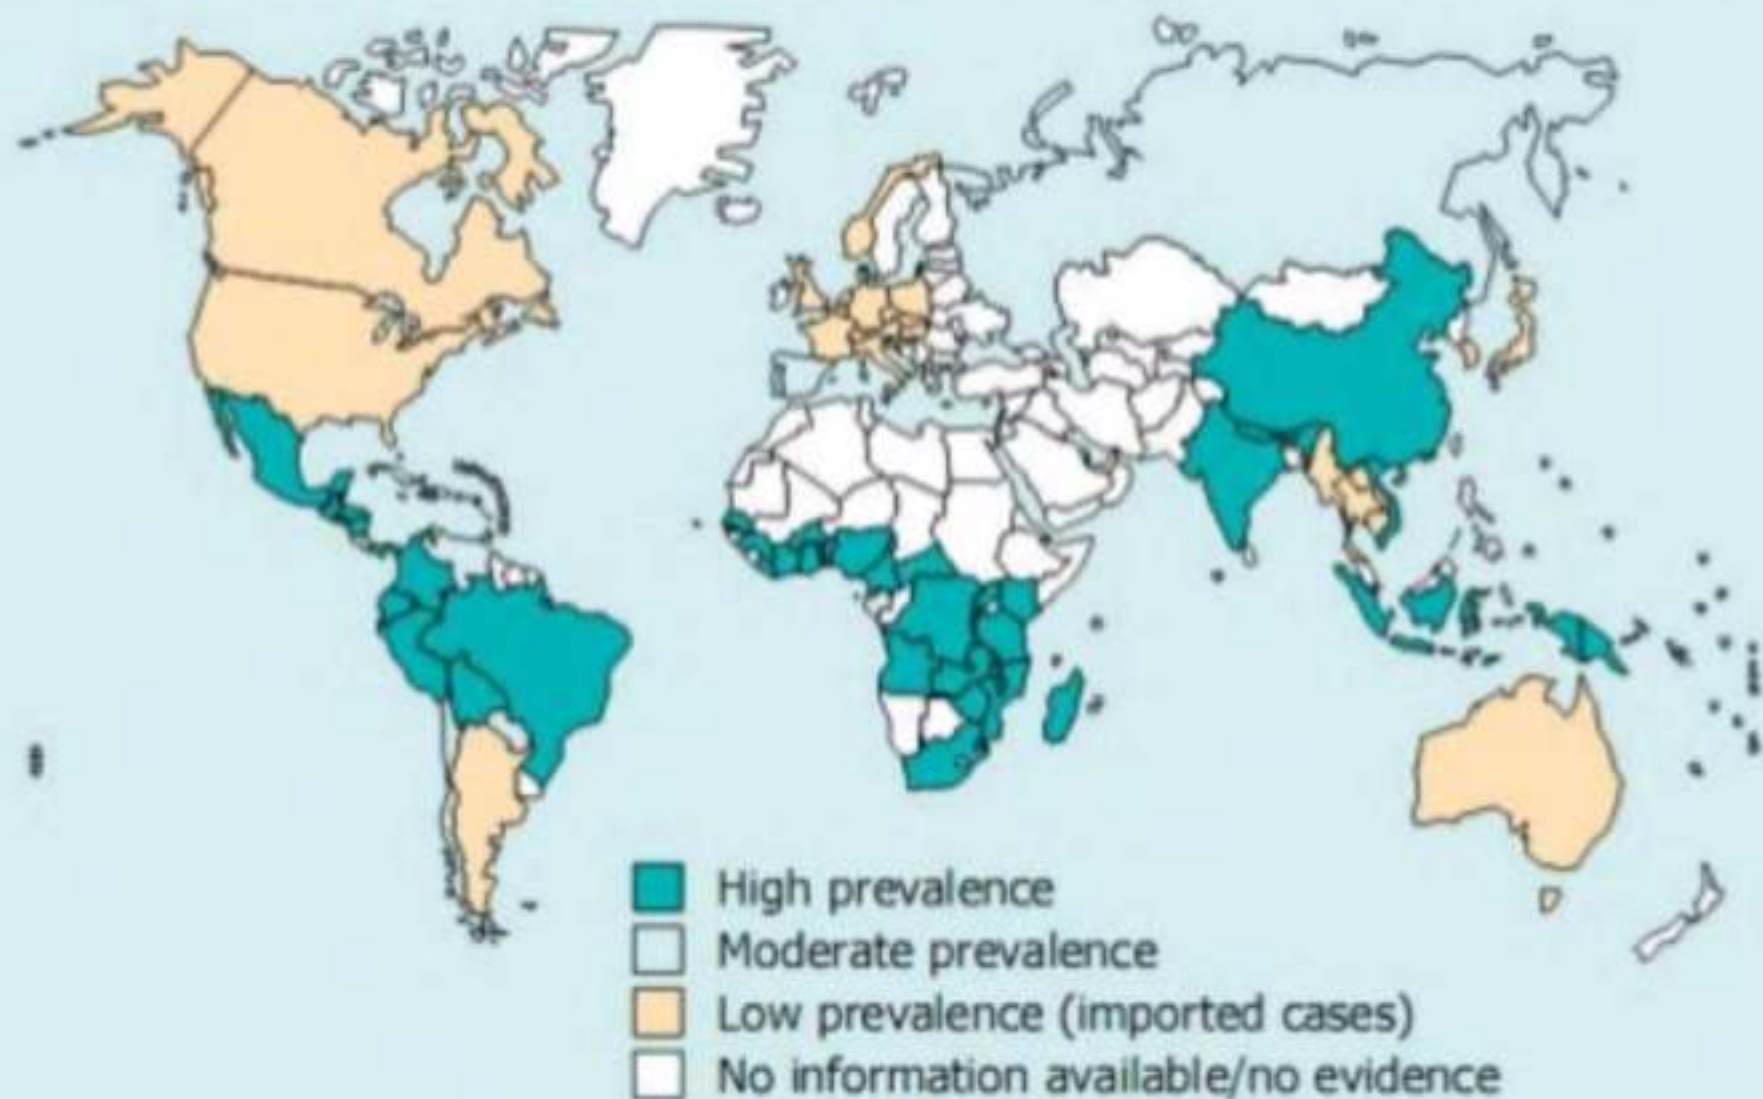 High prevalence
Moderate prevalence
Low prevalence (imported cases)
No information available/no evidence